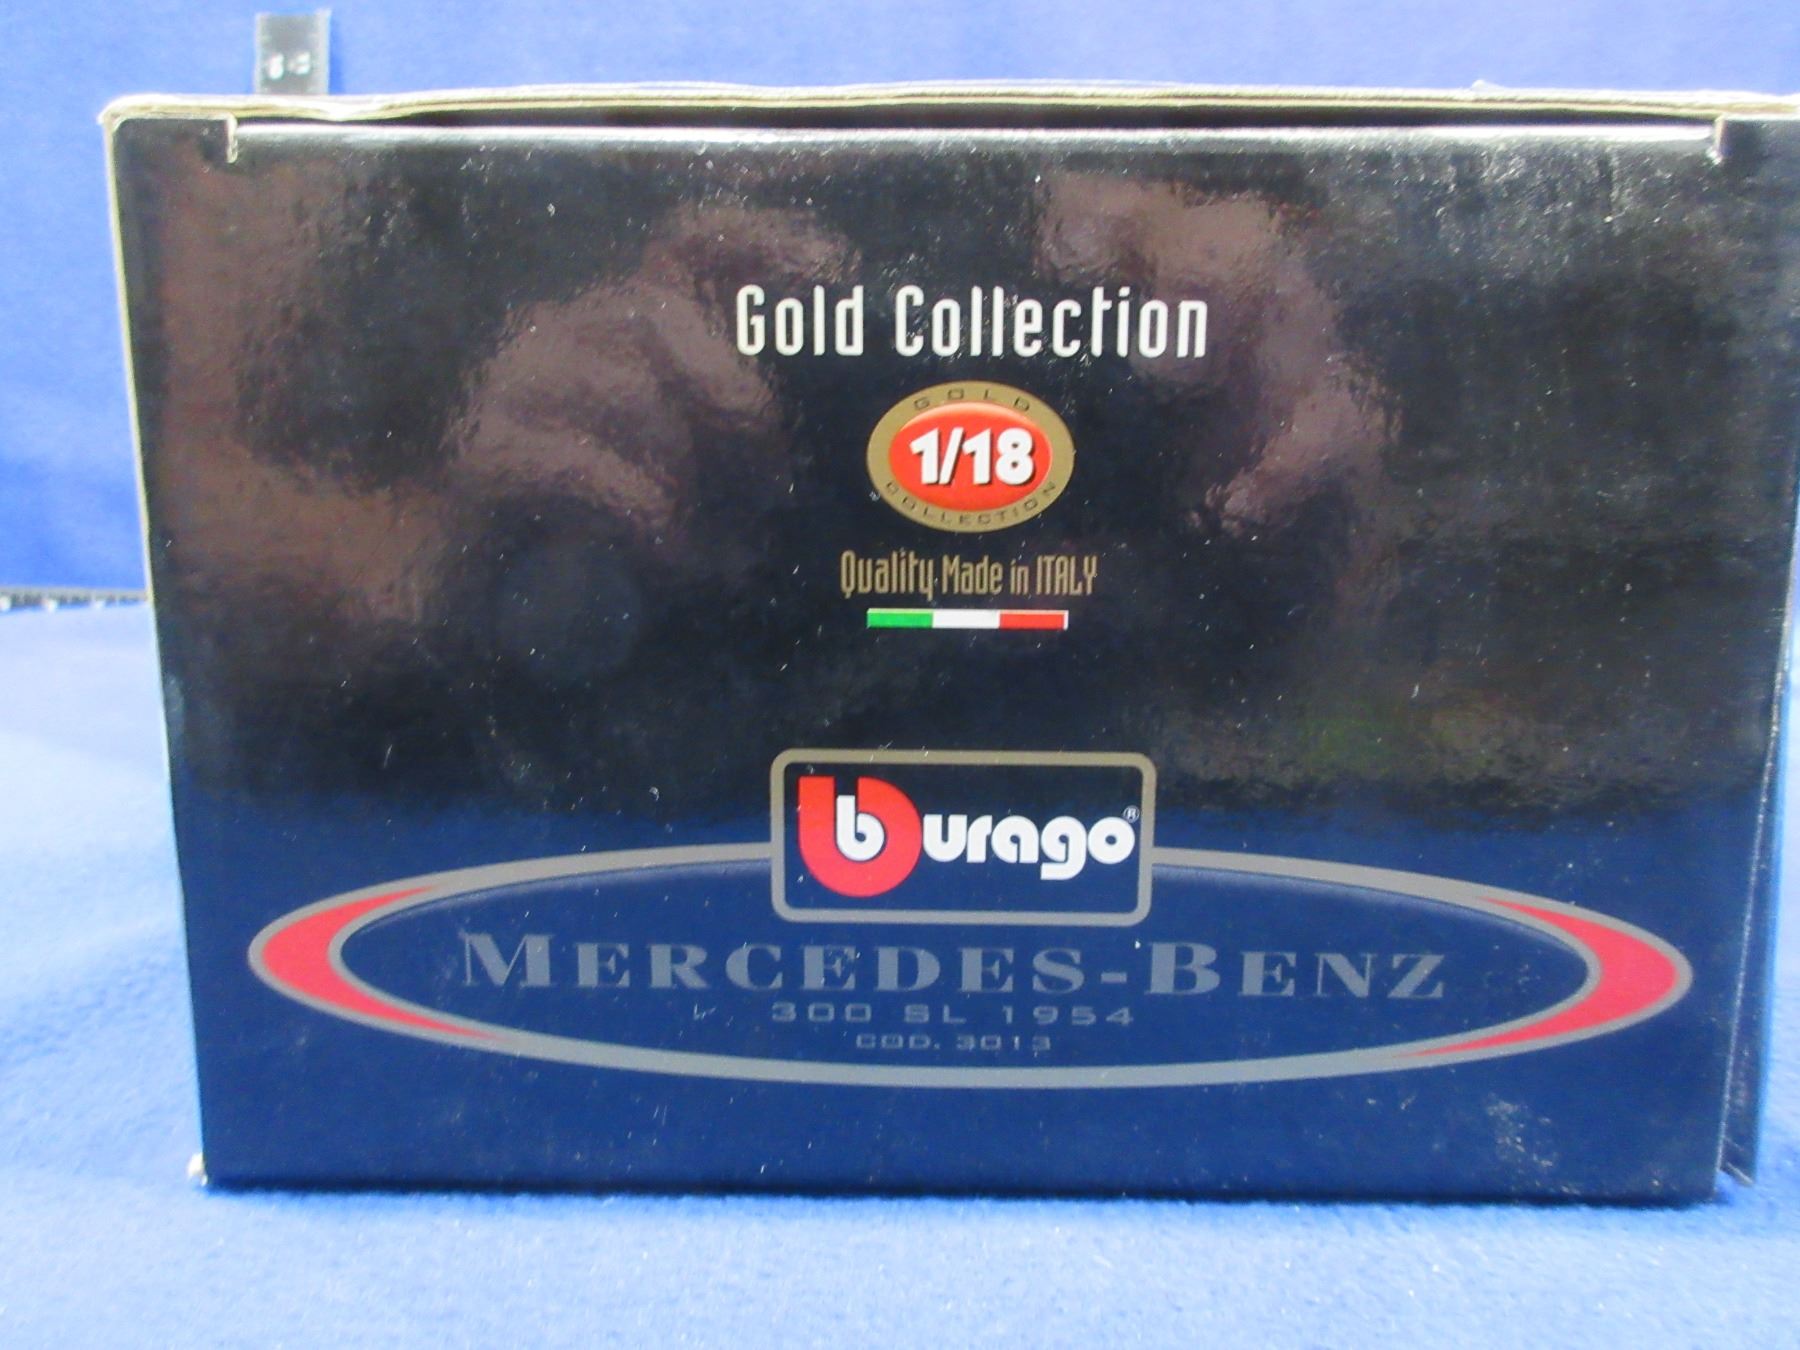 Gold Collection
GOLD
1/18
COLLECTION
Quality Made in ITALY
burago®
MERCEDES-BENZ
300 SL 1954
COD. 3013